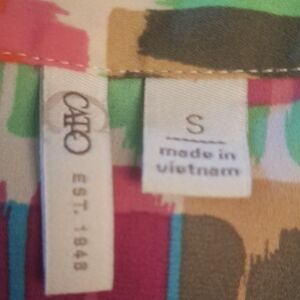 CATO
EST. 1948
S
made in
vietnam